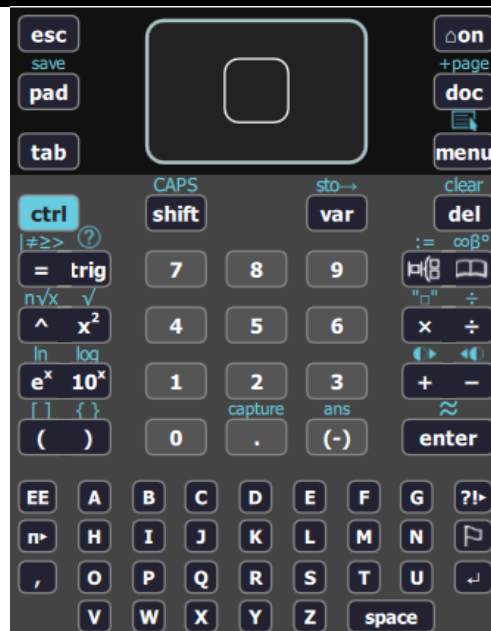 esc ⌂on
save +page
pad doc
tab menu
CAPS sto→ clear
ctrl shift var del
|≠≥> ? := ∞β°
= trig 7 8 9
n√x √ "□" ÷
^ x² 4 5 6 × ÷
ln log
eˣ 10ˣ 1 2 3 + −
[ ] { } capture ans ≈
( ) 0 . (-) enter
EE A B C D E F G ?!▸
π▸ H I J K L M N
, O P Q R S T U ↵
V W X Y Z space